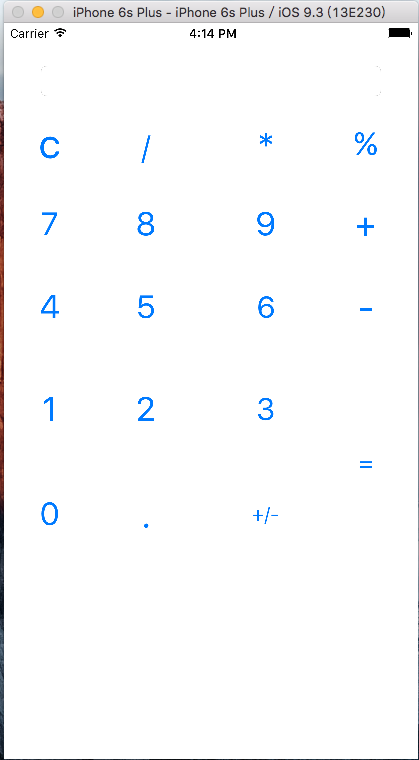 iPhone 6s Plus - iPhone 6s Plus / iOS 9.3 (13E230)
Carrier 4:14 PM
C / * %
7 8 9 +
4 5 6 -
1 2 3
=
0 . +/-